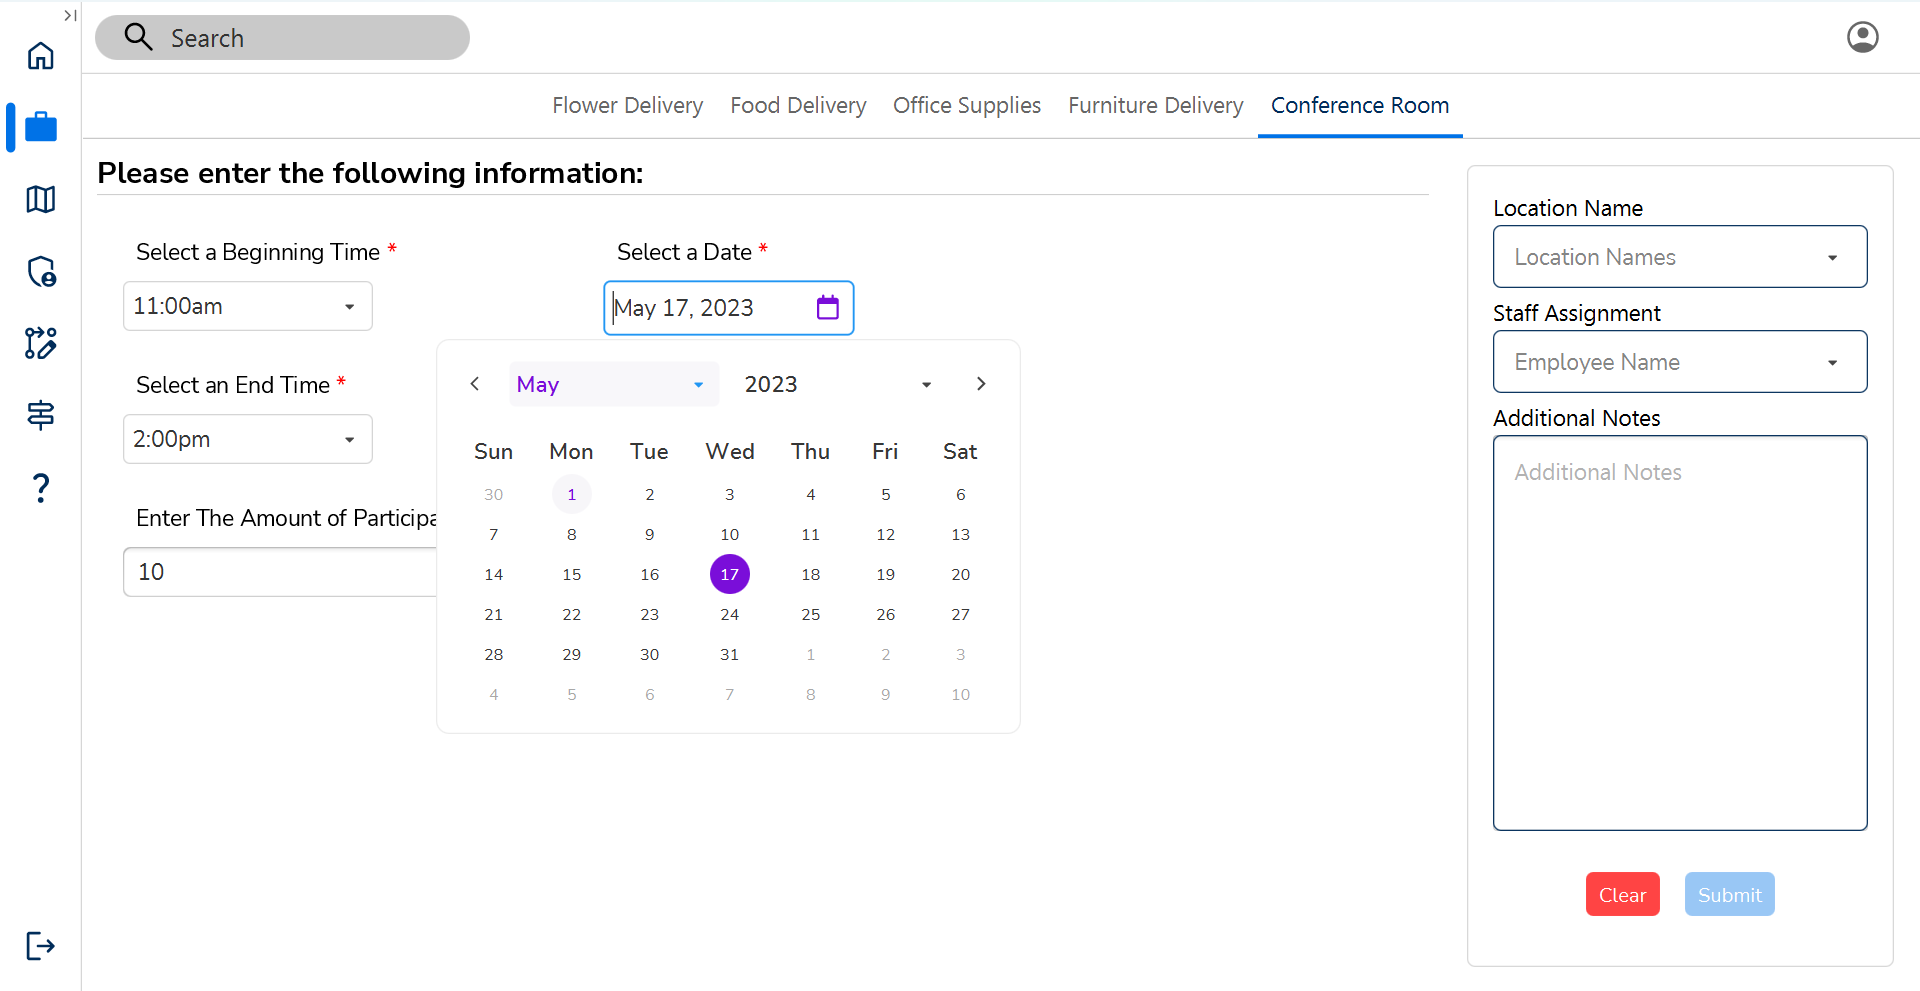 Search
Flower Delivery Food Delivery Office Supplies Furniture Delivery Conference Room
Please enter the following information:
Select a Beginning Time *
11:00am
Select a Date *
May 17, 2023
Select an End Time *
2:00pm
Enter The Amount of Participa
10
May 2023
Sun Mon Tue Wed Thu Fri Sat
30 1 2 3 4 5 6
7 8 9 10 11 12 13
14 15 16 17 18 19 20
21 22 23 24 25 26 27
28 29 30 31 1 2 3
4 5 6 7 8 9 10
Location Name
Location Names
Staff Assignment
Employee Name
Additional Notes
Additional Notes
Clear Submit